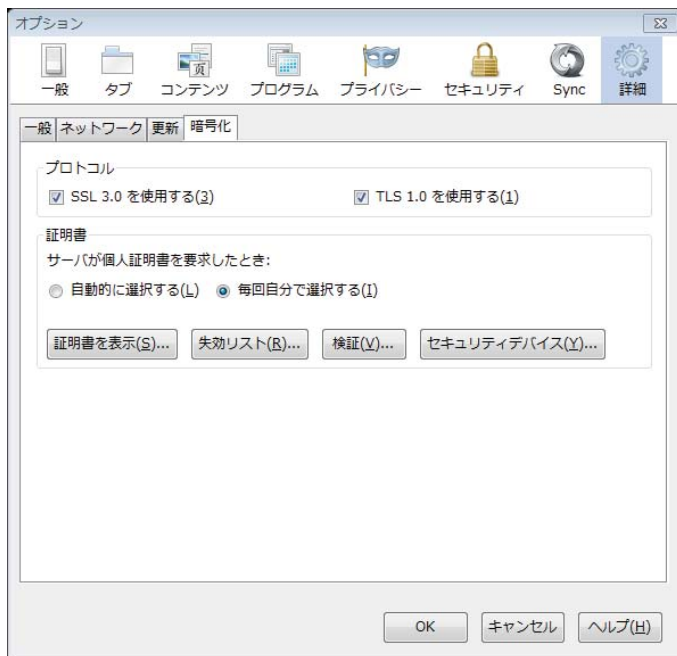 オプション
一般 タブ コンテンツ プログラム プライバシー セキュリティ Sync 詳細
一般 ネットワーク 更新 暗号化
プロトコル
SSL 3.0 を使用する(3) TLS 1.0 を使用する(1)
証明書
サーバが個人証明書を要求したとき:
自動的に選択する(L) 毎回自分で選択する(I)
証明書を表示(S)... 失効リスト(R)... 検証(V)... セキュリティデバイス(Y)...
OK キャンセル ヘルプ(H)